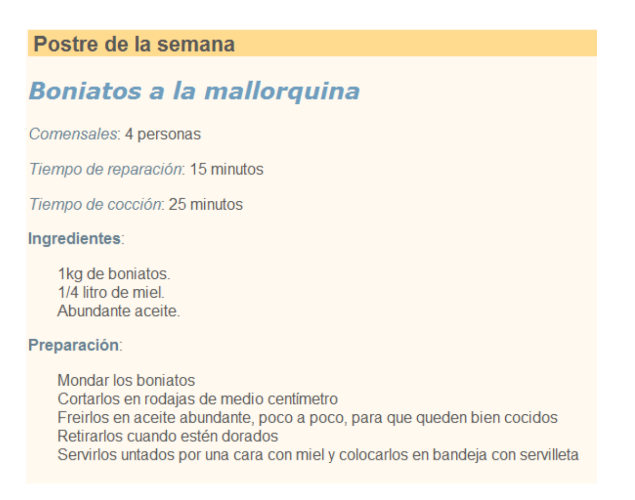 Postre de la semana
Boniatos a la mallorquina
Comensales: 4 personas
Tiempo de reparación: 15 minutos
Tiempo de cocción: 25 minutos
Ingredientes:
1kg de boniatos.
1/4 litro de miel.
Abundante aceite.
Preparación:
Mondar los boniatos
Cortarlos en rodajas de medio centímetro
Freirlos en aceite abundante, poco a poco, para que queden bien cocidos
Retirarlos cuando estén dorados
Servirlos untados por una cara con miel y colocarlos en bandeja con servilleta